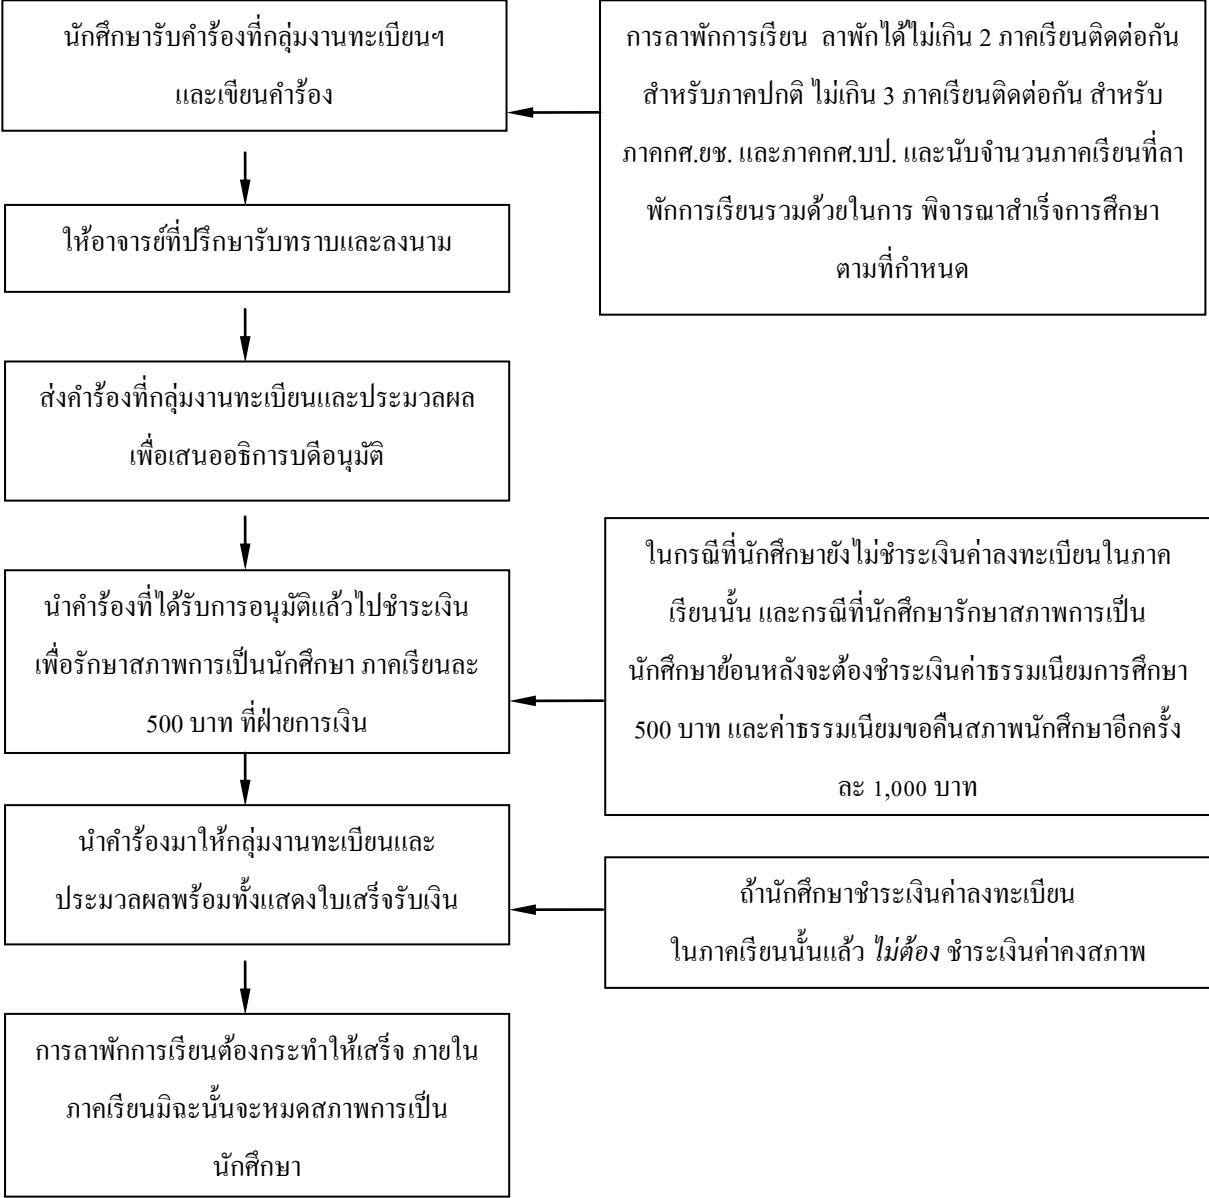 นักศึกษารับคำร้องที่กลุ่มงานทะเบียนฯ
และเขียนคำร้อง
การลาพักการเรียน ลาพักได้ไม่เกิน 2 ภาคเรียนติดต่อกัน
สำหรับภาคปกติ ไม่เกิน 3 ภาคเรียนติดต่อกัน สำหรับ
ภาคกศ.ยช. และภาคกศ.บป. และนับจำนวนภาคเรียนที่ลา
พักการเรียนรวมด้วยในการ พิจารณาสำเร็จการศึกษา
ตามที่กำหนด
ให้อาจารย์ที่ปรึกษารับทราบและลงนาม
ส่งคำร้องที่กลุ่มงานทะเบียนและประมวลผล
เพื่อเสนออธิการบดีอนุมัติ
นำคำร้องที่ได้รับการอนุมัติแล้วไปชำระเงิน
เพื่อรักษาสภาพการเป็นนักศึกษา ภาคเรียนละ
500 บาท ที่ฝ่ายการเงิน
ในกรณีที่นักศึกษายังไม่ชำระเงินค่าลงทะเบียนในภาค
เรียนนั้น และกรณีที่นักศึกษารักษาสภาพการเป็น
นักศึกษาย้อนหลังจะต้องชำระเงินค่าธรรมเนียมการศึกษา
500 บาท และค่าธรรมเนียมขอคืนสภาพนักศึกษาอีกครั้ง
ละ 1,000 บาท
นำคำร้องมาให้กลุ่มงานทะเบียนและ
ประมวลผลพร้อมทั้งแสดงใบเสร็จรับเงิน
ถ้านักศึกษาชำระเงินค่าลงทะเบียน
ในภาคเรียนนั้นแล้ว ไม่ต้อง ชำระเงินค่าคงสภาพ
การลาพักการเรียนต้องกระทำให้เสร็จ ภายใน
ภาคเรียนมิฉะนั้นจะหมดสภาพการเป็น
นักศึกษา